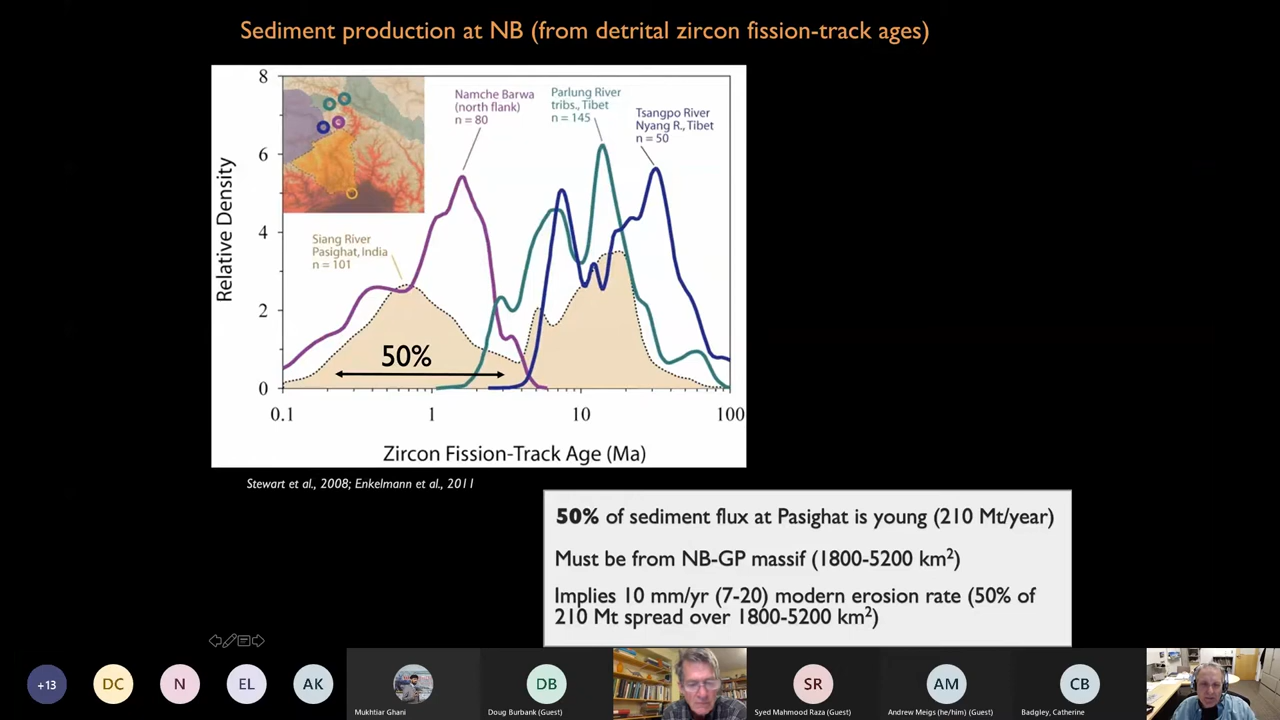 Sediment production at NB (from detrital zircon fission-track ages)
8
6
4
2
0
Relative Density
Namche Barwa
(north flank)
n = 80
Parlung River
tribs., Tibet
n = 145
Tsangpo River
Nyang R., Tibet
n = 50
Siang River
Pasighat, India
n = 101
50%
0.1
1
10
100
Zircon Fission-Track Age (Ma)
Stewart et al., 2008; Enkelmann et al., 2011
50% of sediment flux at Pasighat is young (210 Mt/year)
Must be from NB-GP massif (1800-5200 km²)
Implies 10 mm/yr (7-20) modern erosion rate (50% of
210 Mt spread over 1800-5200 km²)
+13
DC
N
EL
AK
Mukhtiar Ghani
DB
Doug Burbank (Guest)
SR
Syed Mahmood Raza (Guest)
AM
Andrew Meigs (he/him) (Guest)
CB
Badgley, Catherine